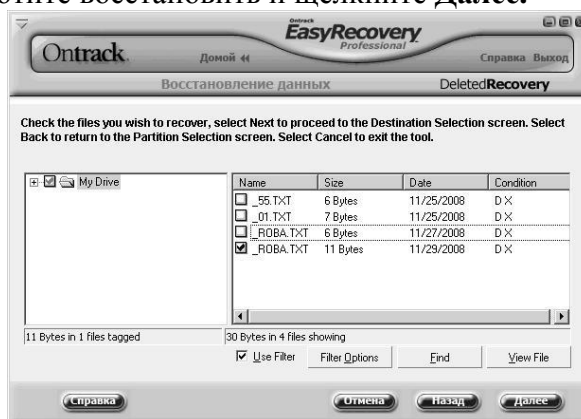 отите восстановить и щелкните Далее.
Ontrack
EasyRecovery
Professional
Ontrack
Домой
Справка Выход
Восстановление данных
DeletedRecovery
Check the files you wish to recover, select Next to proceed to the Destination Selection screen. Select
Back to return to the Partition Selection screen. Select Cancel to exit the tool.
My Drive
Name Size Date Condition
_55.TXT 6 Bytes 11/25/2008 D X
_01.TXT 7 Bytes 11/25/2008 D X
_ROBA.TXT 6 Bytes 11/27/2008 D X
_ROBA.TXT 11 Bytes 11/29/2008 D X
11 Bytes in 1 files tagged
30 Bytes in 4 files showing
Use Filter Filter Options Find View File
Справка Отмена Назад Далее